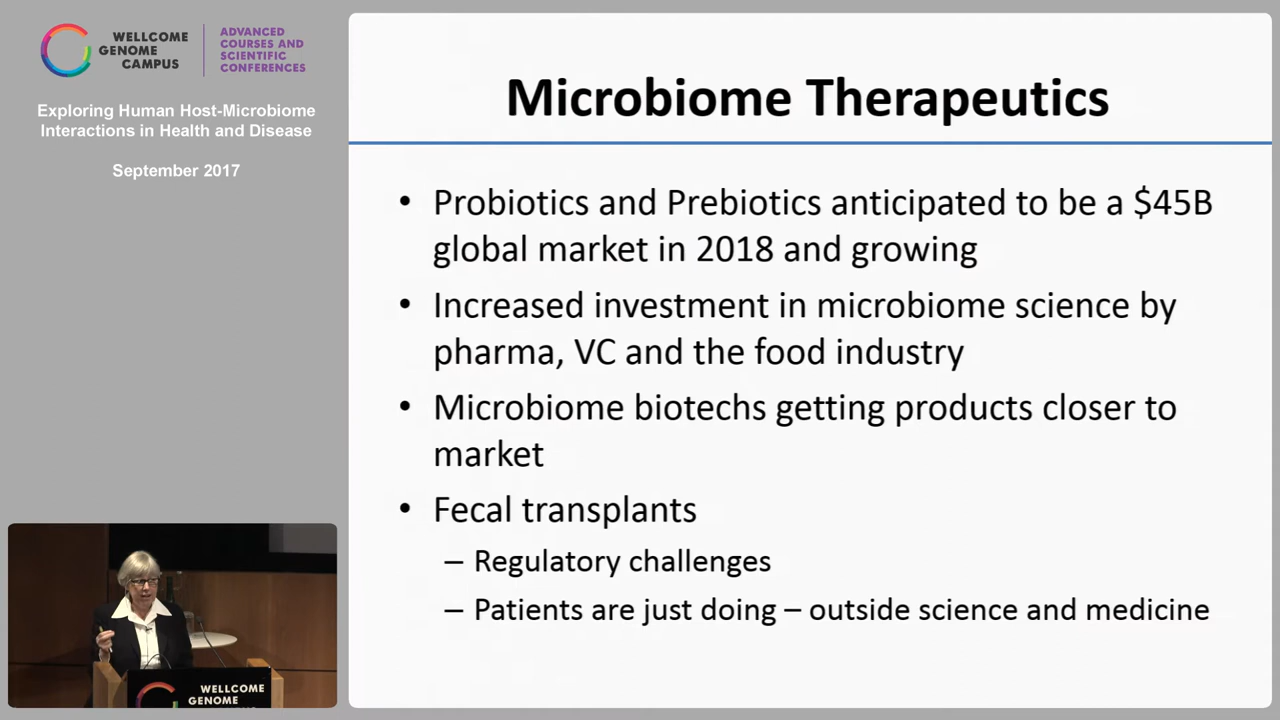 WELLCOME
GENOME
CAMPUS
ADVANCED
COURSES AND
SCIENTIFIC
CONFERENCES
Exploring Human Host-Microbiome
Interactions in Health and Disease
September 2017
Microbiome Therapeutics
• Probiotics and Prebiotics anticipated to be a $45B
global market in 2018 and growing
• Increased investment in microbiome science by
pharma, VC and the food industry
• Microbiome biotechs getting products closer to
market
• Fecal transplants
– Regulatory challenges
– Patients are just doing – outside science and medicine
WELLCOME
GENOME